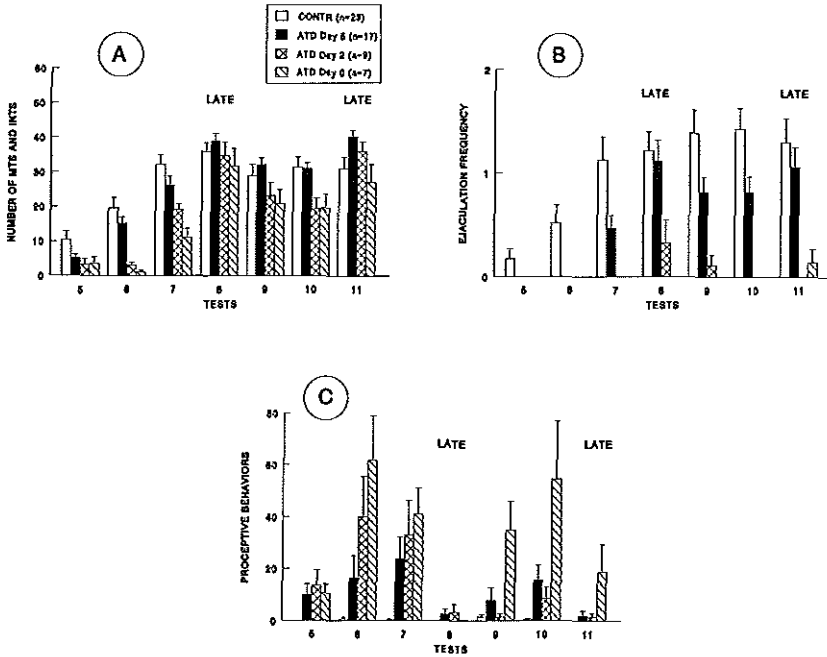 CONTR (n=23)
ATD Day 5 (n=17)
ATD Day 2 (n=9)
ATD Day 0 (n=7)
A
60
50
40
30
20
10
0
NUMBER OF MTS AND IKTS
LATE
LATE
5 6 7 8 9 10 11
TESTS
B
2
1
0
EJACULATION FREQUENCY
LATE
LATE
5 6 7 8 9 10 11
TESTS
C
80
60
40
20
0
PROCEPTIVE BEHAVIORS
LATE
LATE
5 6 7 8 9 10 11
TESTS